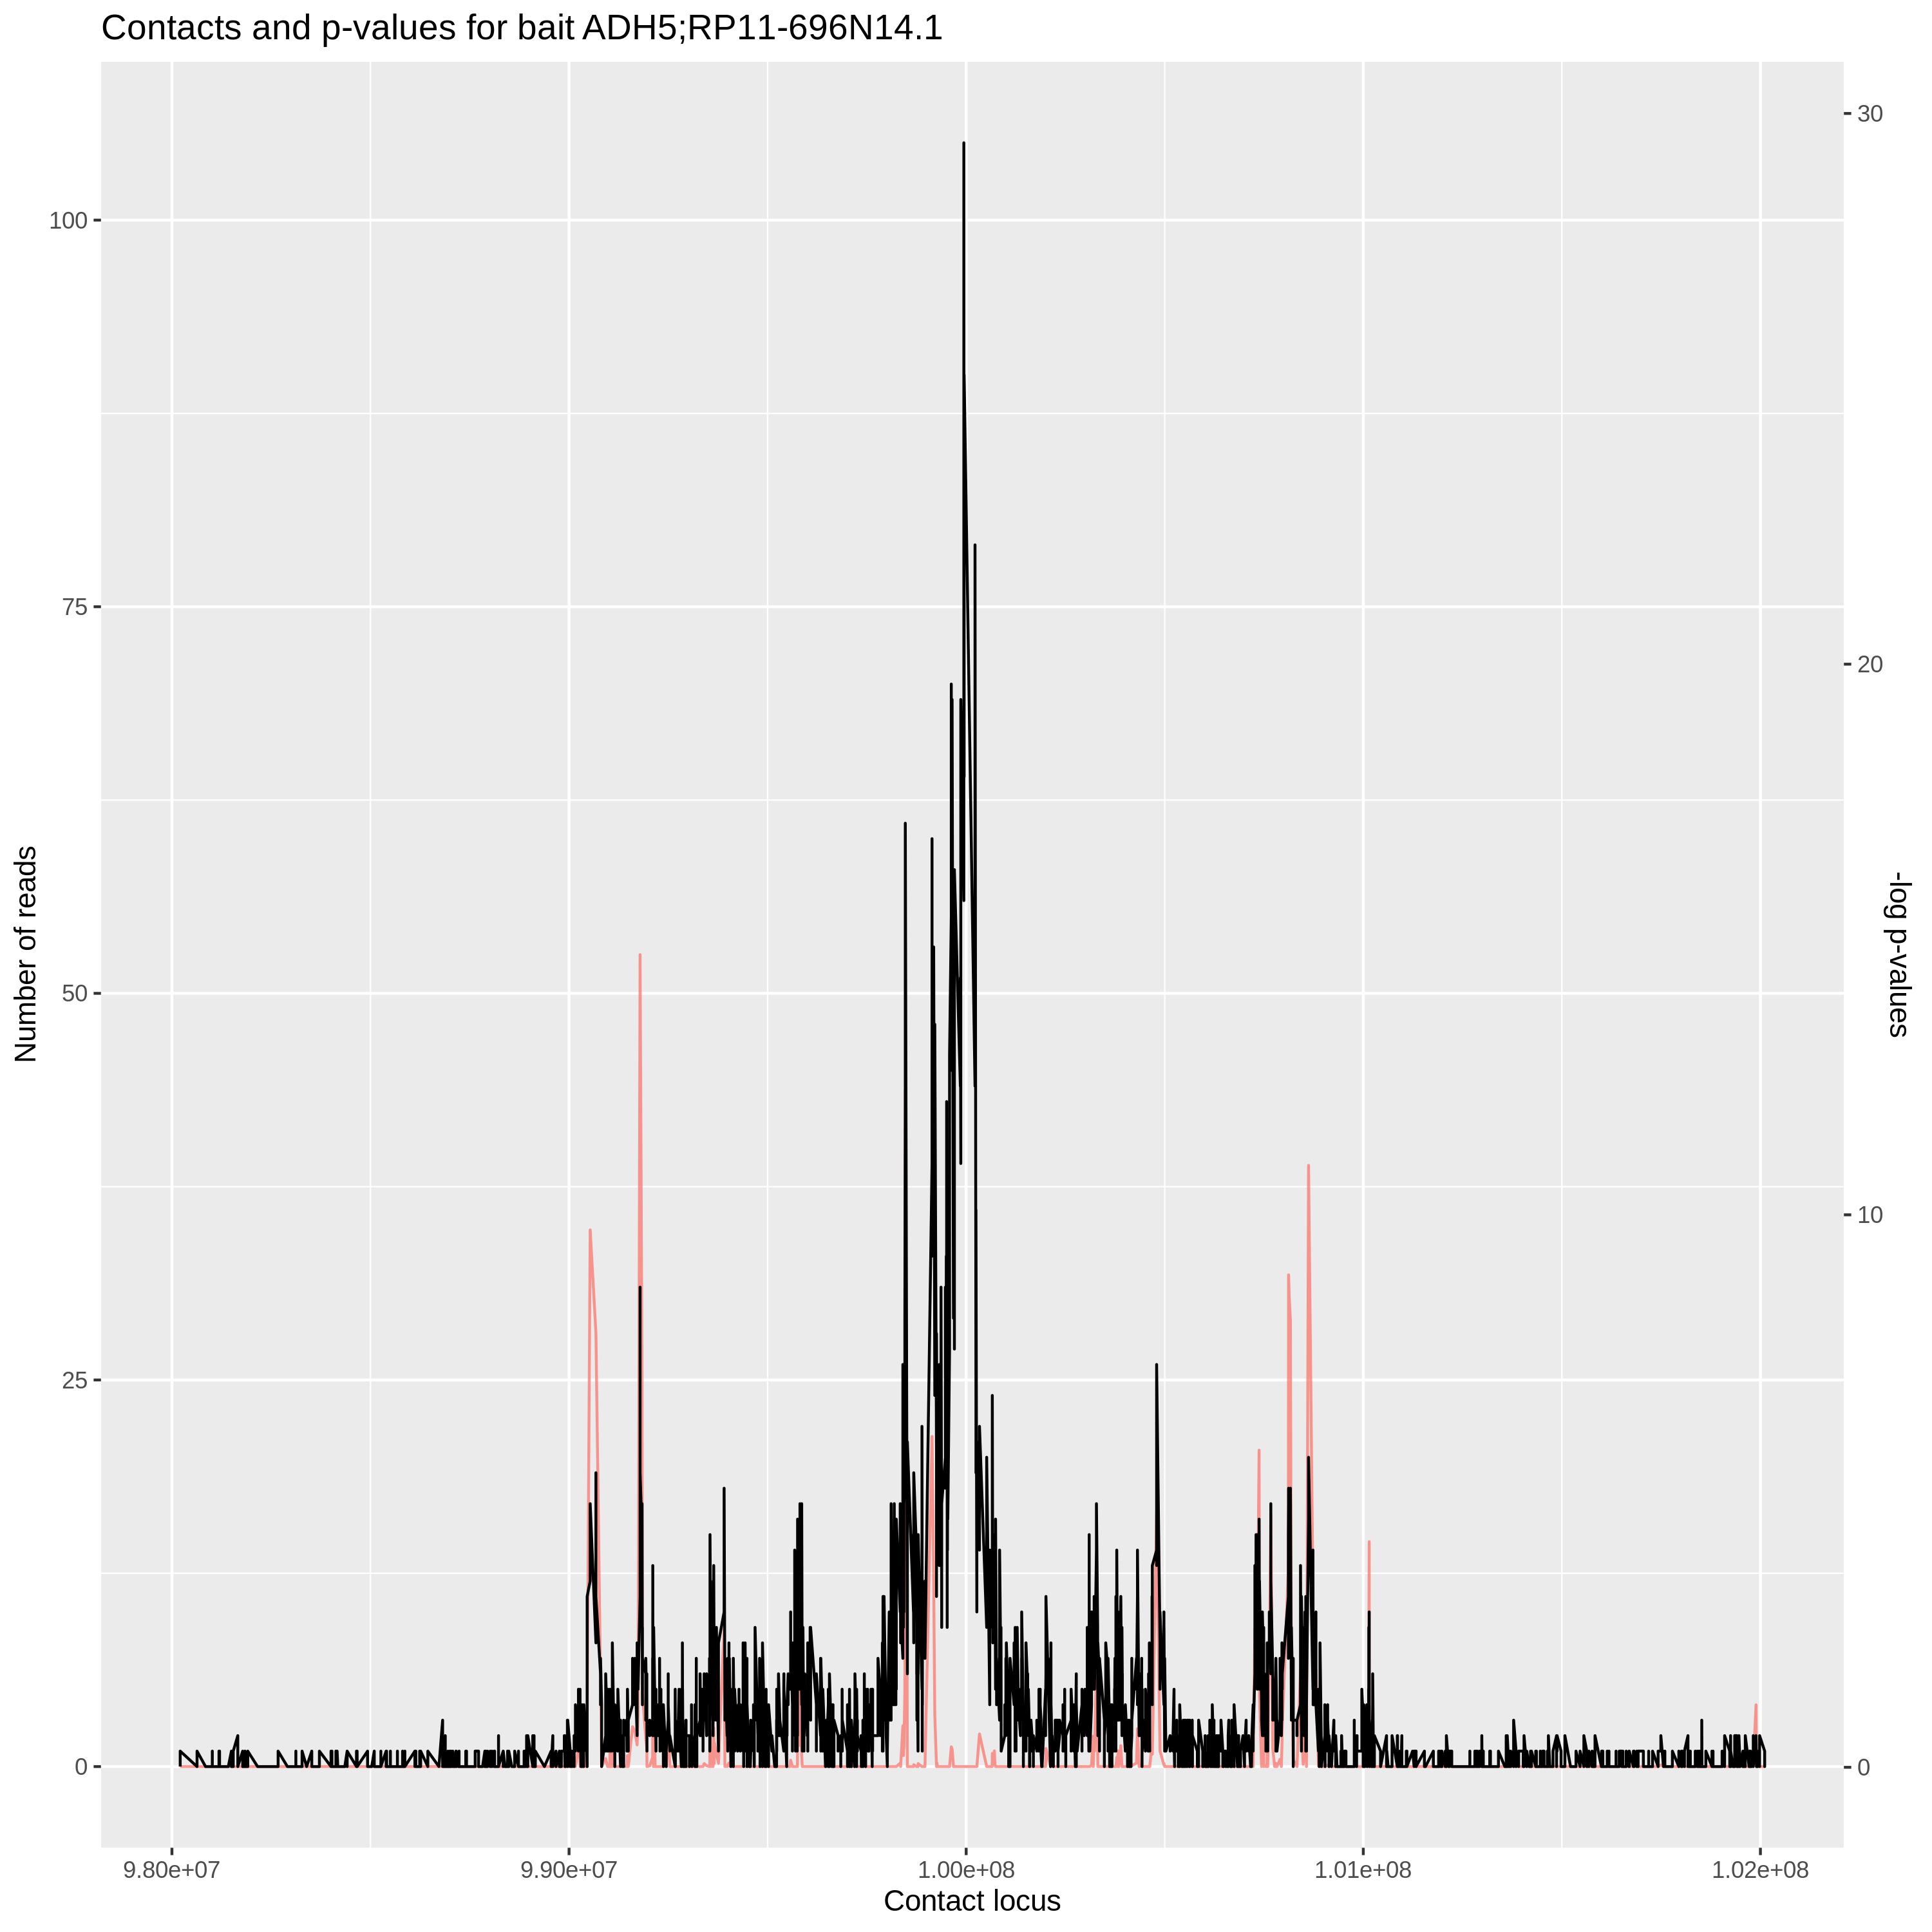 Contacts and p-values for bait ADH5;RP11-696N14.1
100
75
50
25
0
Number of reads
30
20
10
0
-log p-values
9.80e+07
9.90e+07
1.00e+08
1.01e+08
1.02e+08
Contact locus